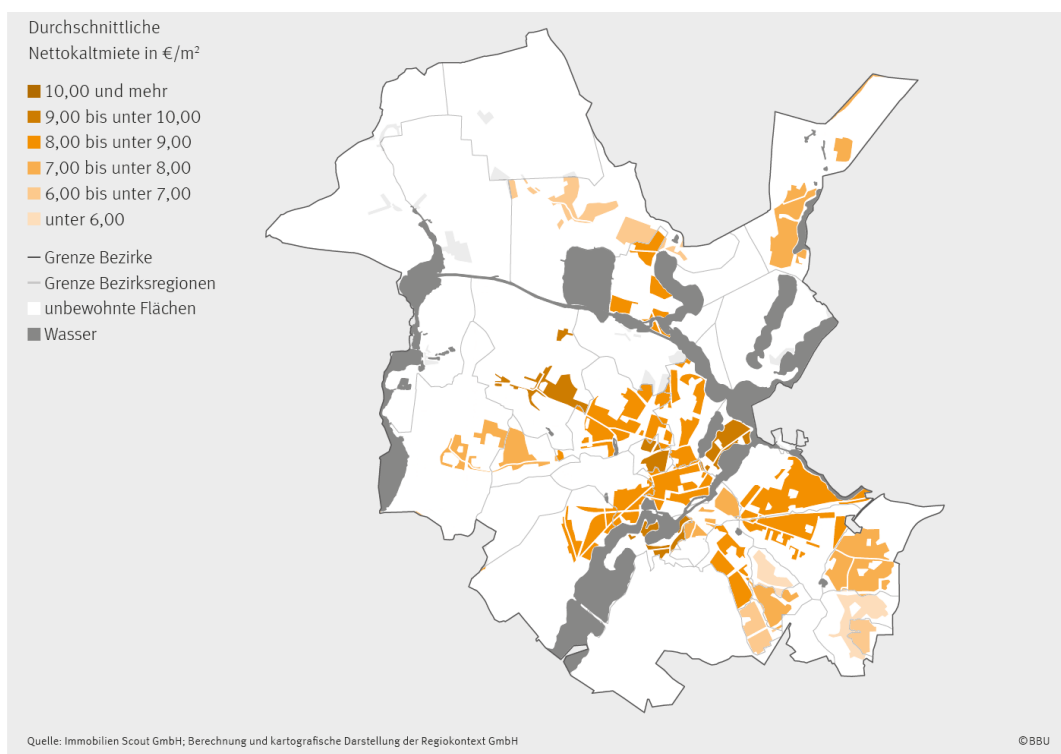 Durchschnittliche
Nettokaltmiete in €/m²
10,00 und mehr
9,00 bis unter 10,00
8,00 bis unter 9,00
7,00 bis unter 8,00
6,00 bis unter 7,00
unter 6,00
Grenze Bezirke
Grenze Bezirksregionen
unbewohnte Flächen
Wasser
Quelle: Immobilien Scout GmbH; Berechnung und kartografische Darstellung der Regiokontext GmbH
©BBU